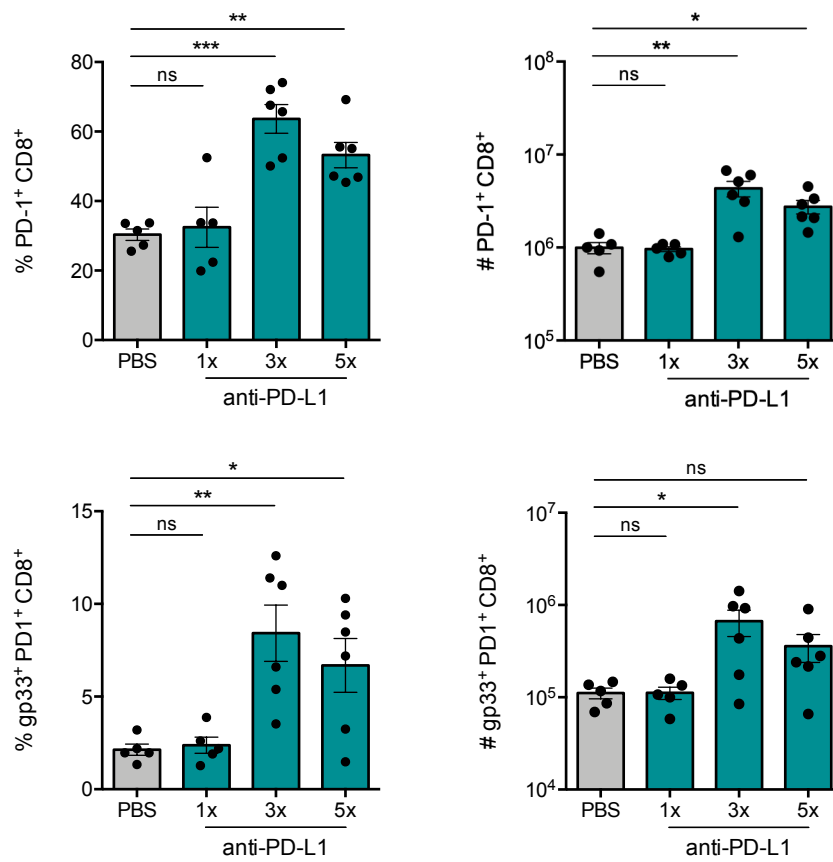 **
***
ns
% PD-1⁺ CD8⁺
80
60
40
20
0
PBS 1x 3x 5x
anti-PD-L1
*
**
ns
# PD-1⁺ CD8⁺
10⁸
10⁷
10⁶
10⁵
PBS 1x 3x 5x
anti-PD-L1
*
**
ns
% gp33⁺ PD1⁺ CD8⁺
15
10
5
0
PBS 1x 3x 5x
anti-PD-L1
ns
*
ns
# gp33⁺ PD1⁺ CD8⁺
10⁷
10⁶
10⁵
10⁴
PBS 1x 3x 5x
anti-PD-L1